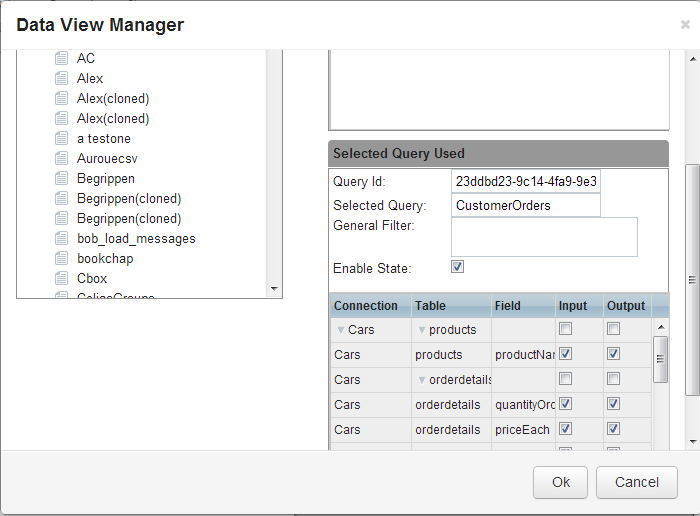 Data View Manager
AC
Alex
Alex(cloned)
Alex(cloned)
a testone
Aurouecsv
Begrippen
Begrippen(cloned)
Begrippen(cloned)
bob_load_messages
bookchap
Cbox
Selected Query Used
Query Id: 23ddbd23-9c14-4fa9-9e3
Selected Query: CustomerOrders
General Filter:
Enable State:
Connection Table Field Input Output
Cars products
Cars products productNar
Cars orderdetails
Cars orderdetails quantityOrd
Cars orderdetails priceEach
Ok Cancel